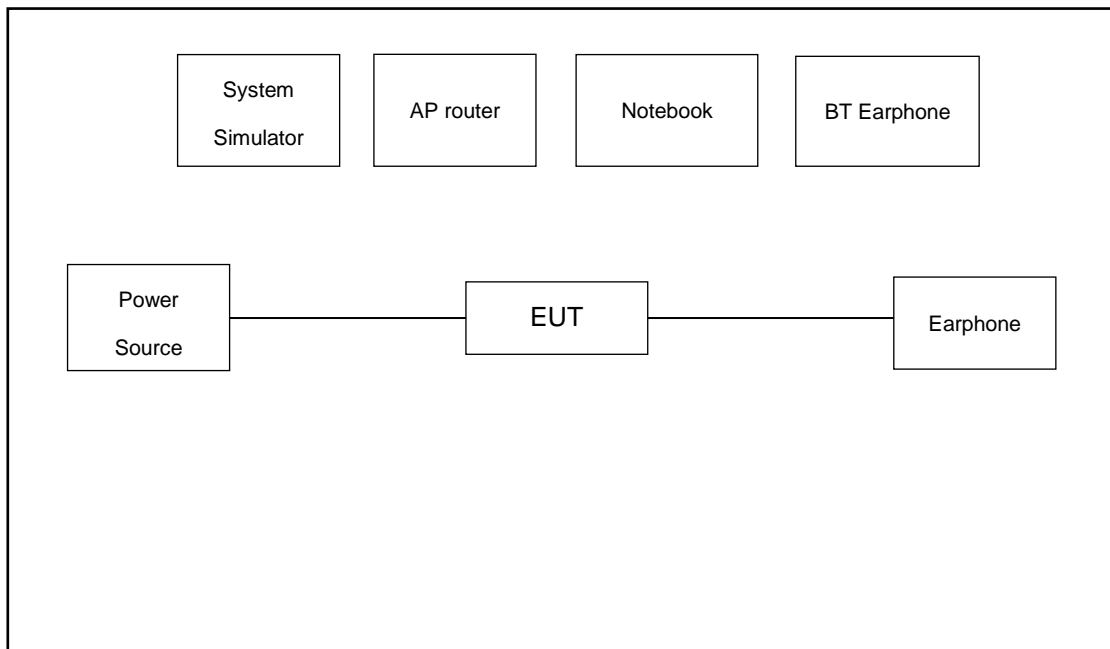 System
Simulator
AP router
Notebook
BT Earphone
Power
Source
EUT
Earphone